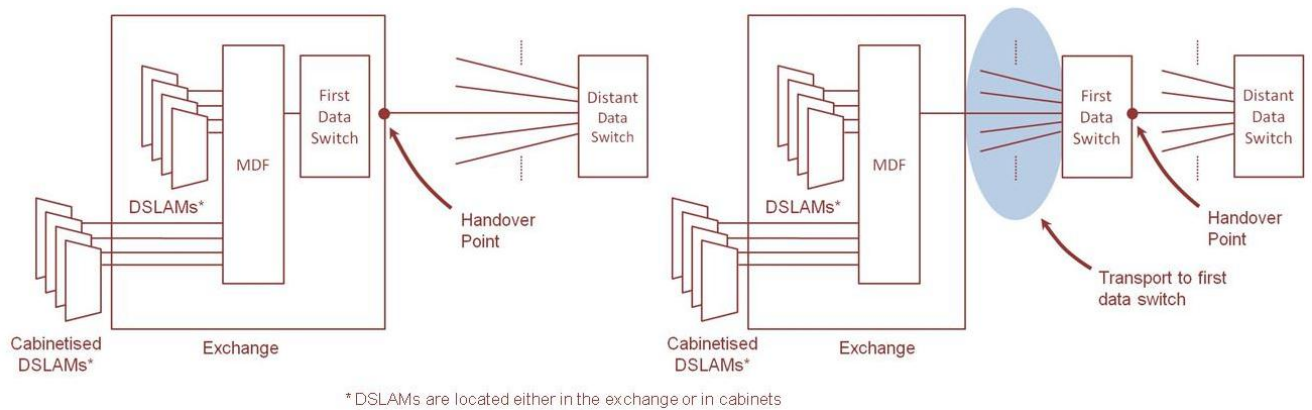 First
Data
Switch
MDF
DSLAMs*
Distant
Data
Switch
Handover
Point
Cabinetised
DSLAMs*
Exchange
First
Data
Switch
MDF
DSLAMs*
Distant
Data
Switch
Handover
Point
Transport to first
data switch
Cabinetised
DSLAMs*
Exchange
* DSLAMs are located either in the exchange or in cabinets